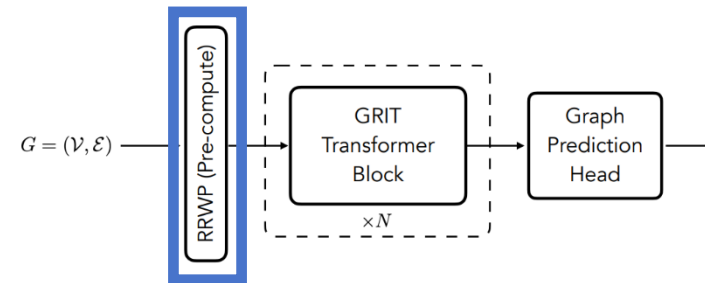 G = (𝒱, ℰ)
RRWP (Pre-compute)
GRIT
Transformer
Block
×N
Graph
Prediction
Head